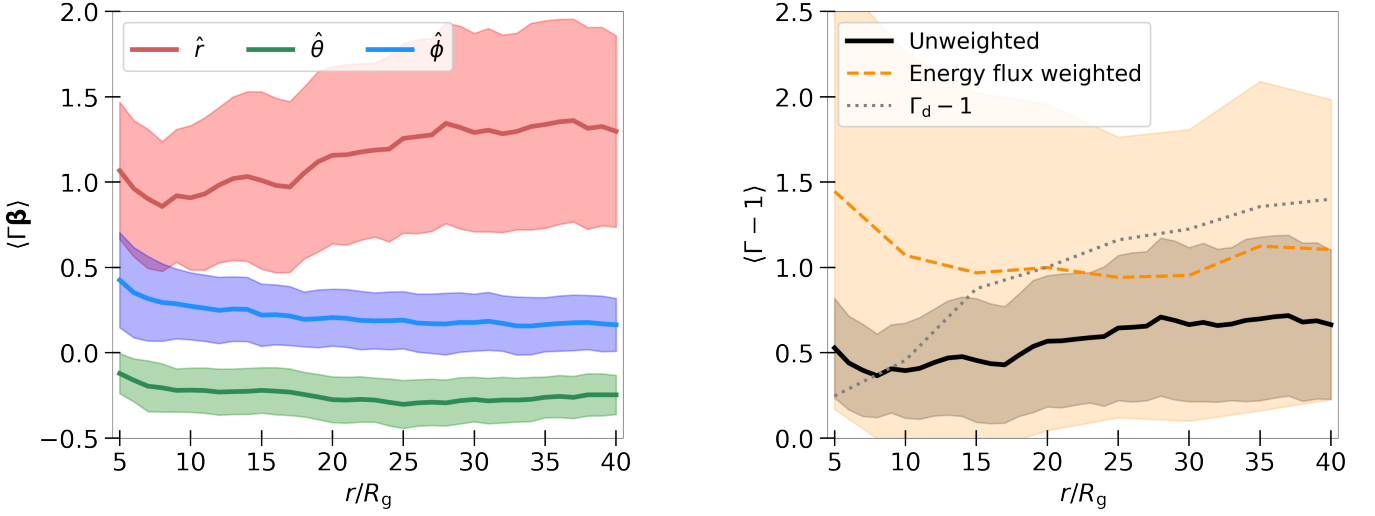 2.0
1.5
1.0
0.5
0.0
−0.5
⟨Γ𝛃⟩
r̂ θ̂ ϕ̂
5 10 15 20 25 30 35 40
r/R_g
2.5
2.0
1.5
1.0
0.5
0.0
⟨Γ − 1⟩
Unweighted
Energy flux weighted
Γ_d − 1
5 10 15 20 25 30 35 40
r/R_g